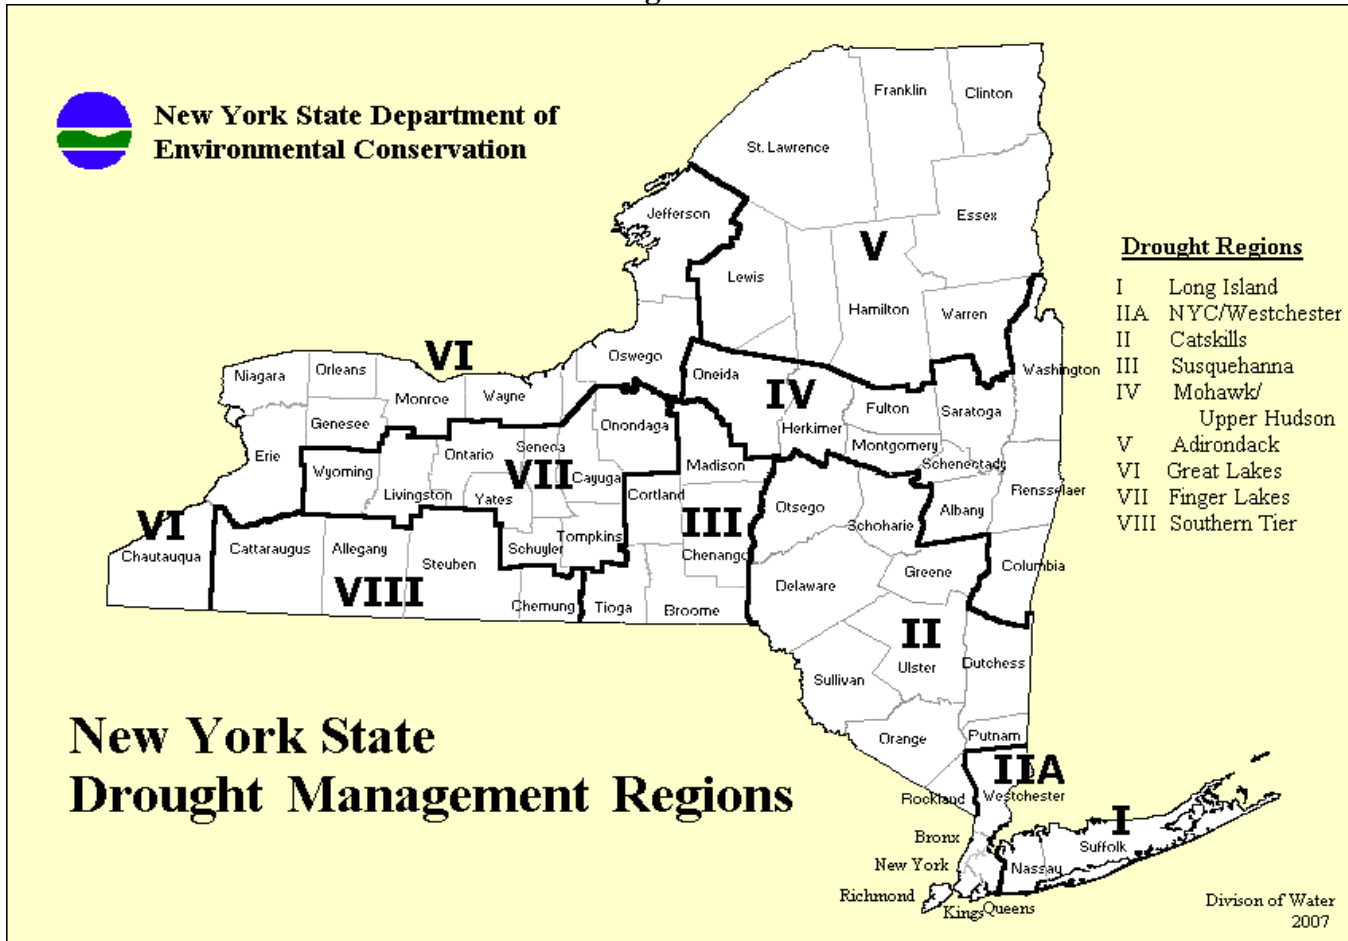 New York State Department of
Environmental Conservation
Franklin
Clinton
St. Lawrence
Jefferson
Essex
V
Lewis
Hamilton
Warren
Drought Regions
I Long Island
IIA NYC/Westchester
II Catskills
III Susquehanna
IV Mohawk/
Upper Hudson
V Adirondack
VI Great Lakes
VII Finger Lakes
VIII Southern Tier
VI
Oswego
Washington
Niagara
Orleans
Oneida
Monroe
Wayne
IV
Fulton
Saratoga
Genesee
Onondaga
Herkimer
Erie
Ontario
Seneca
Montgomery
Wyoming
VII
Madison
Schenectady
Livingston
Yates
Cayuga
Cortland
Rensselaer
Otsego
Albany
VI
III
Schoharie
Chautauqua
Cattaraugus
Allegany
Schuyler
Tompkins
Chenango
Steuben
Greene
Columbia
VIII
Delaware
Chemung
Tioga
Broome
II
Ulster
Dutchess
Sullivan
Orange
Putnam
IIA
Rockland
Westchester
I
Bronx
Suffolk
New York
Nassau
Richmond
Kings
Queens
New York State
Drought Management Regions
Divison of Water
2007